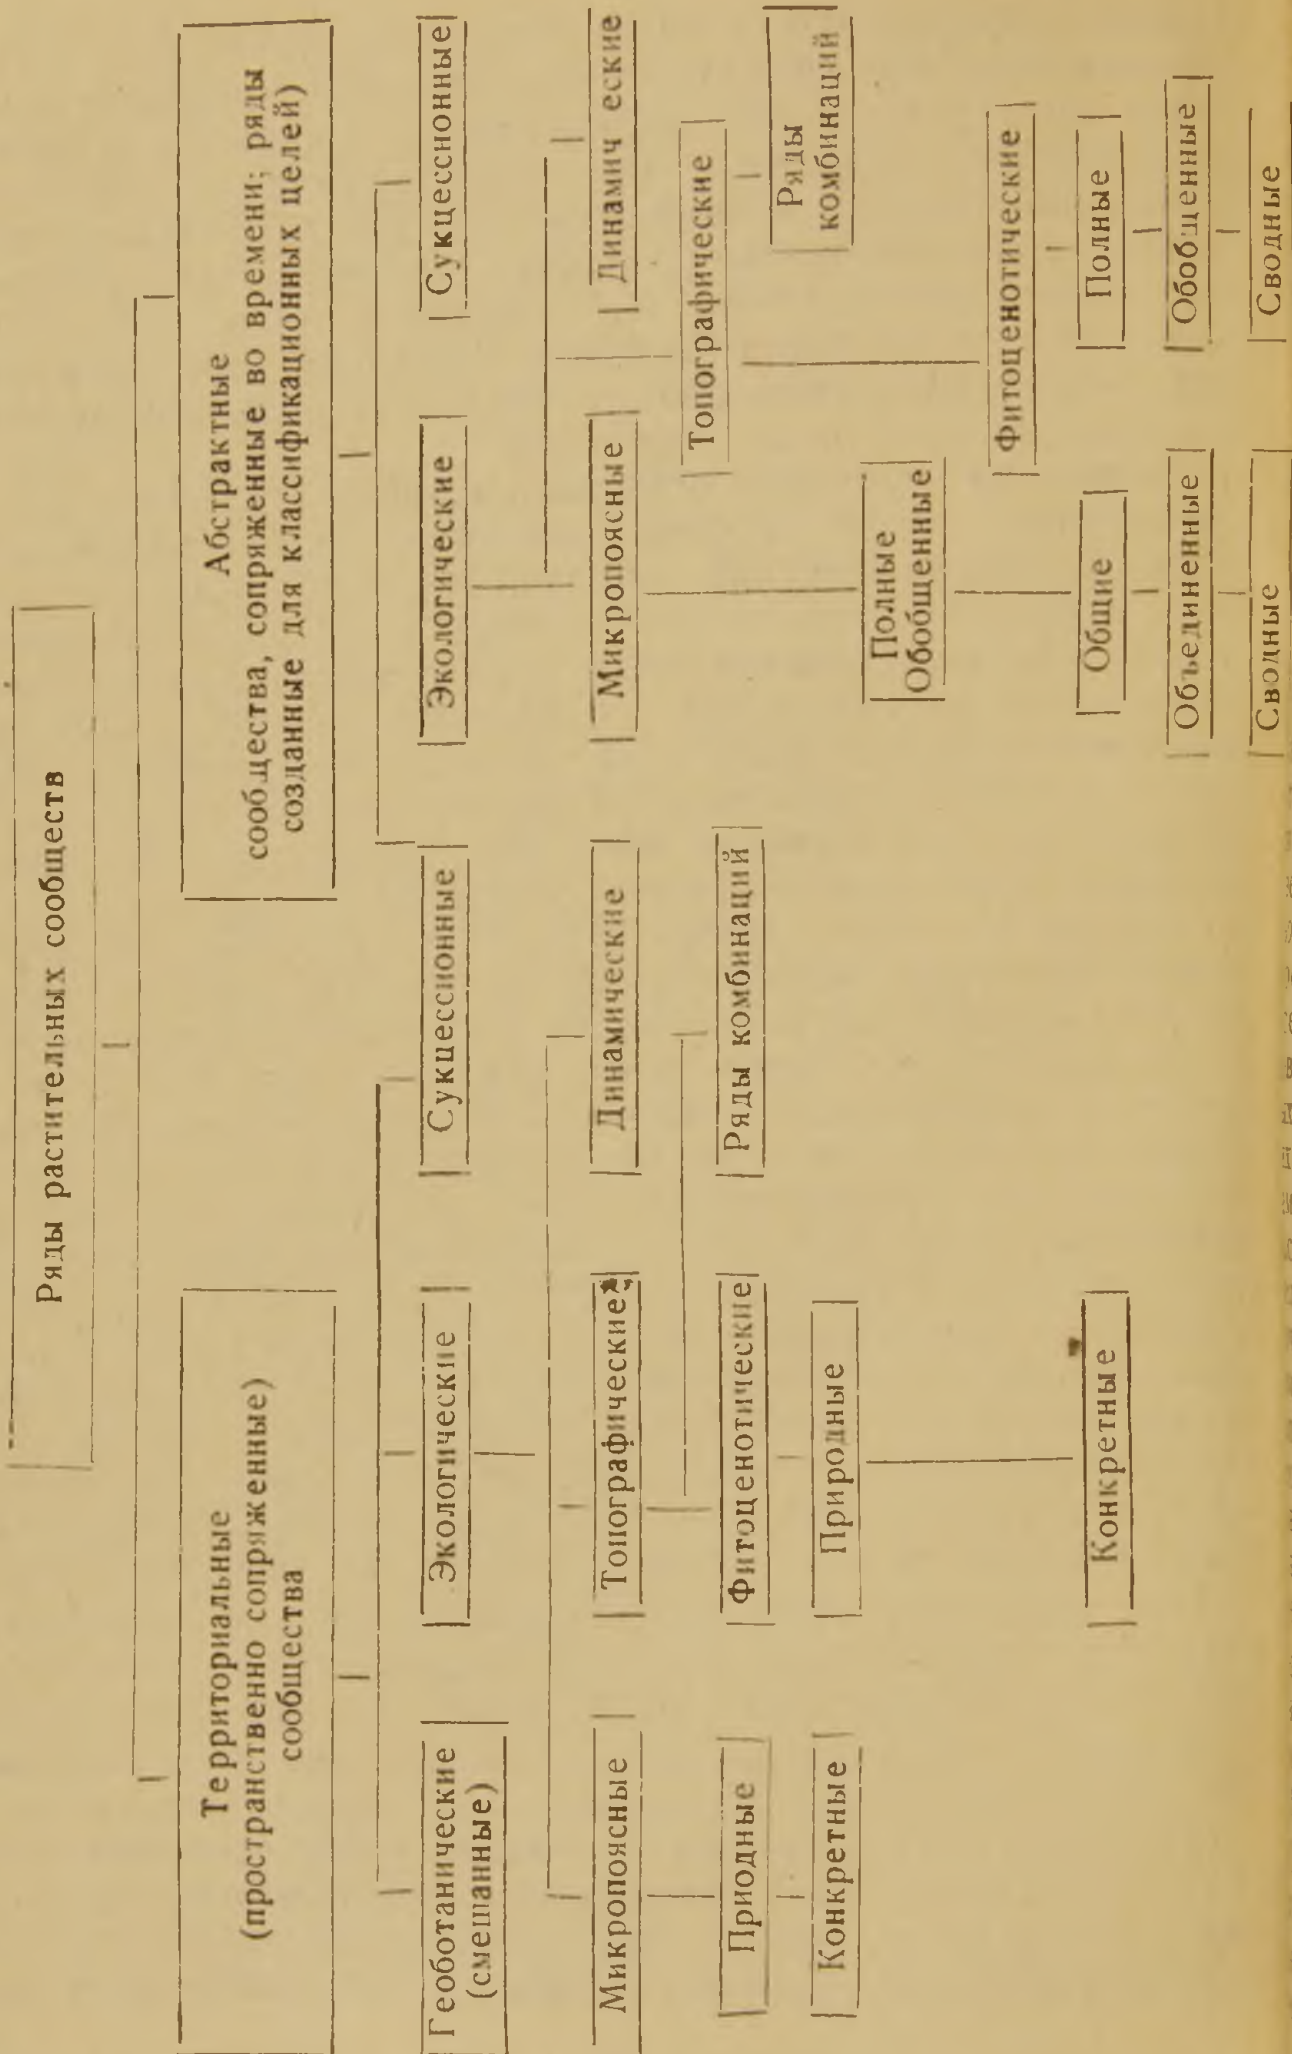 Ряды растительных сообществ
Территориальные
(пространственно сопряженные)
сообщества
Абстрактные
сообщества, сопряженные во времени; ряды
созданные для классификационных целей)
Геоботанические
(смешанные)
Экологические
Сукцессионные
Экологические
Сукцессионные
Микропоясные
Топографические
Динамические
Микропоясные
Динамич еские
Топографические
Приодные
Фитоценотические
Ряды комбинаций
Ряды
комбинаций
Конкретные
Природные
Полные
Обобщенные
Фитоценотические
Конкретные
Общие
Полные
Объединенные
Обобщенные
Сводные
Сводные